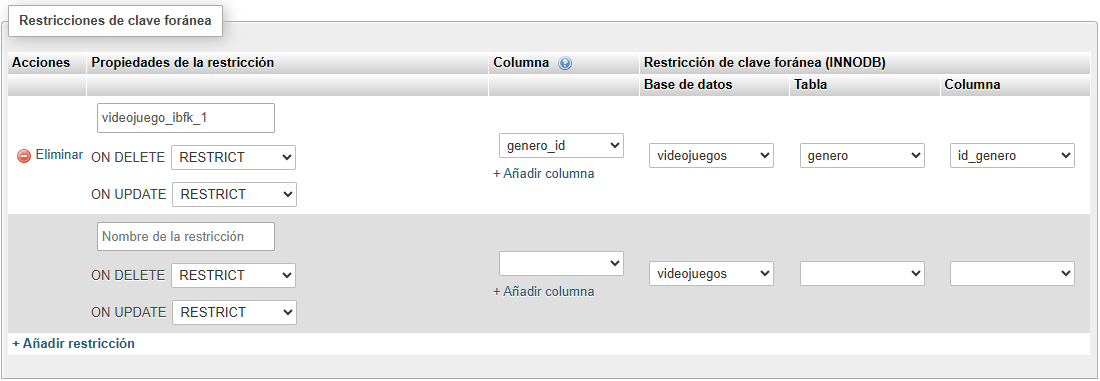 Restricciones de clave foránea
Acciones Propiedades de la restricción Columna Restricción de clave foránea (INNODB)
Base de datos Tabla Columna
videojuego_ibfk_1
Eliminar ON DELETE RESTRICT genero_id videojuegos genero id_genero
+ Añadir columna
ON UPDATE RESTRICT
Nombre de la restricción
ON DELETE RESTRICT videojuegos
+ Añadir columna
ON UPDATE RESTRICT
+ Añadir restricción